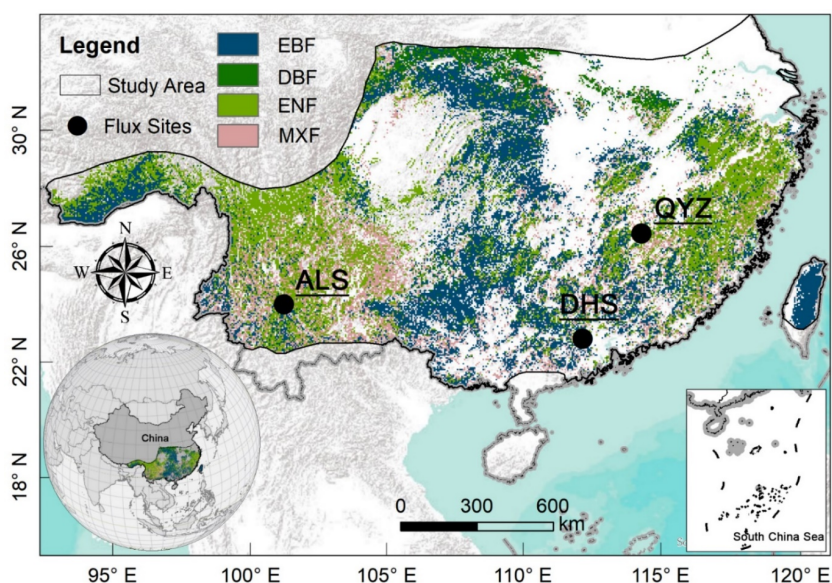 Legend
Study Area
Flux Sites
EBF
DBF
ENF
MXF
30° N
26° N
22° N
18° N
N
W
E
S
ALS
QYZ
DHS
China
0 300 600
km
South China Sea
95° E 100° E 105° E 110° E 115° E 120° E